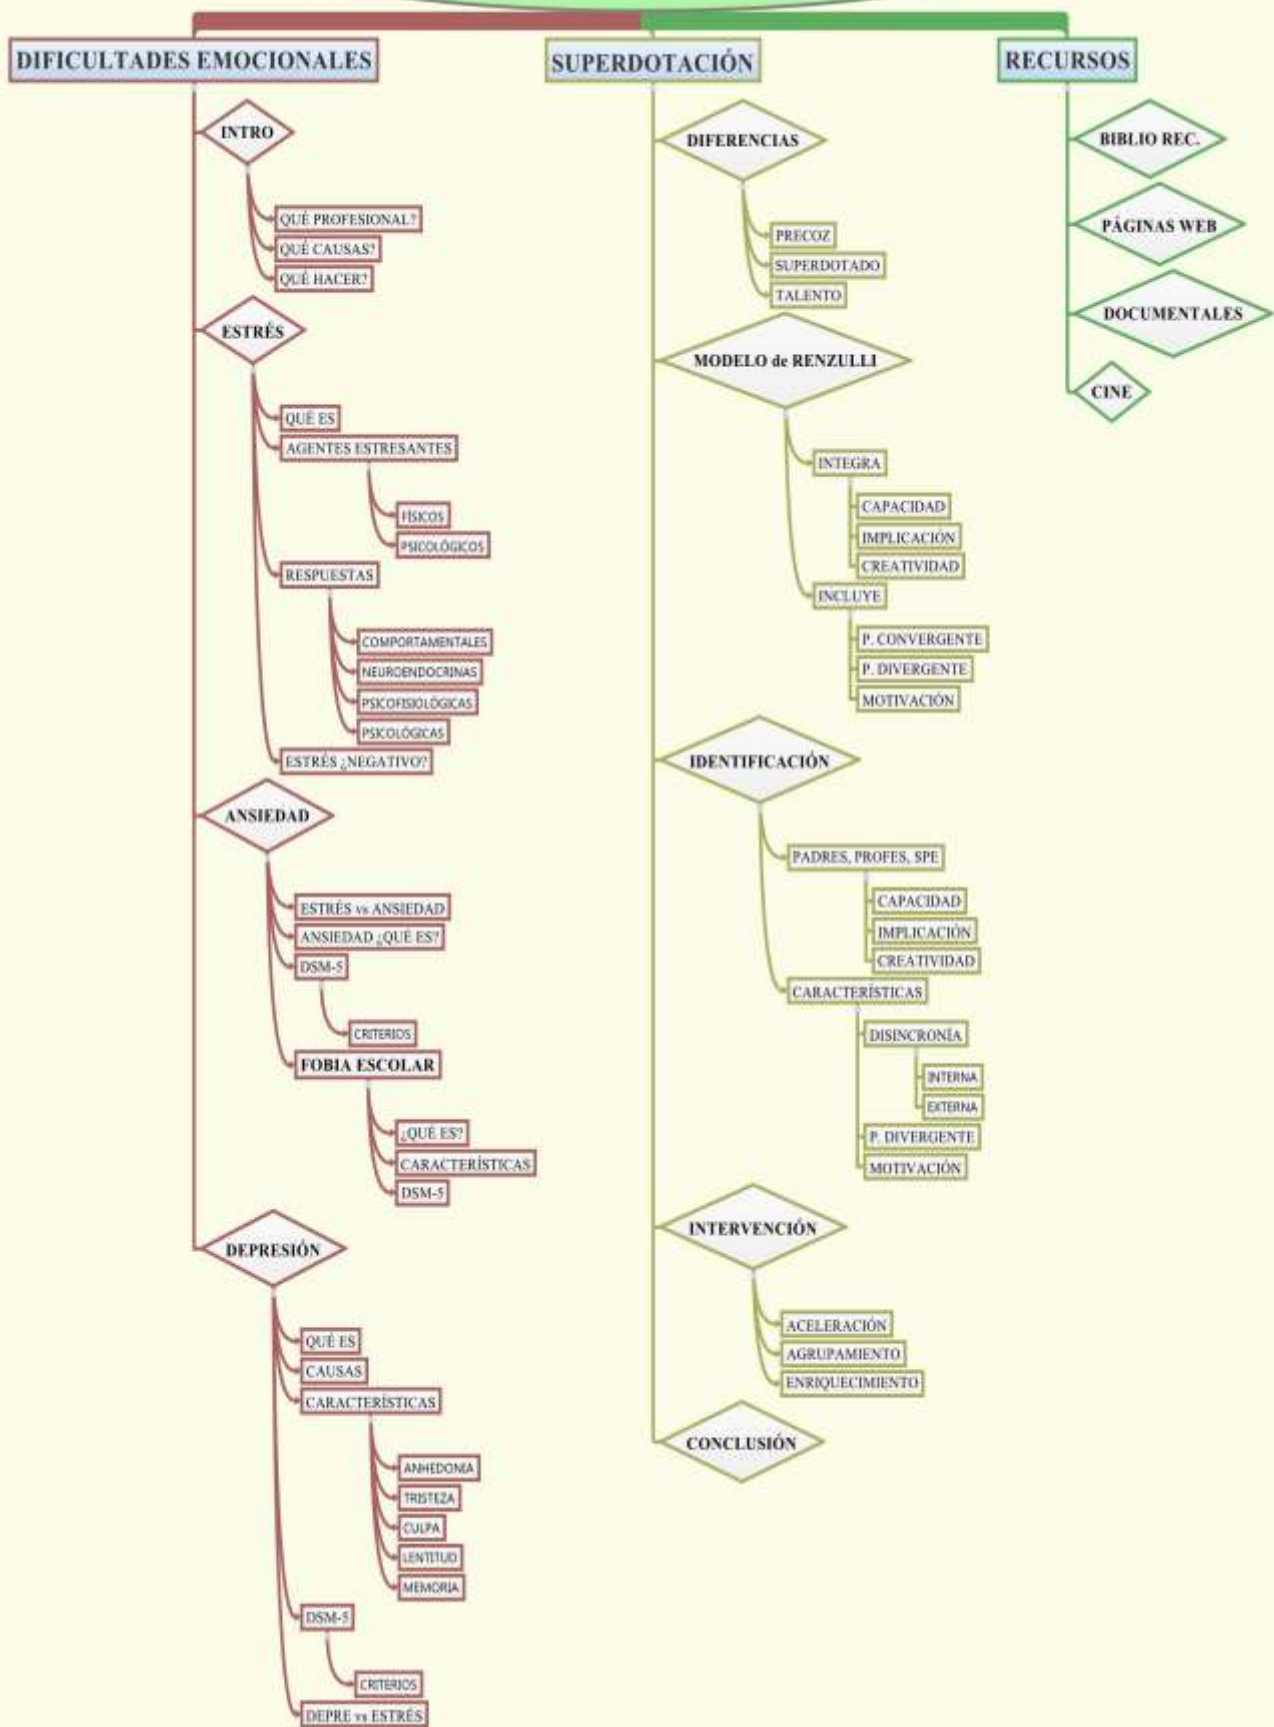 DIFICULTADES EMOCIONALES
INTRO
QUÉ PROFESIONAL?
QUÉ CAUSAS?
QUÉ HACER?
ESTRÉS
QUÉ ES
AGENTES ESTRESANTES
FÍSICOS
PSICOLÓGICOS
RESPUESTAS
COMPORTAMENTALES
NEUROENDOCRINAS
PSICOFISIOLÓGICAS
PSICOLÓGICAS
ESTRÉS ¿NEGATIVO?
ANSIEDAD
ESTRÉS vs ANSIEDAD
ANSIEDAD ¿QUÉ ES?
DSM-5
CRITERIOS
FOBIA ESCOLAR
¿QUÉ ES?
CARACTERÍSTICAS
DSM-5
DEPRESIÓN
QUÉ ES
CAUSAS
CARACTERÍSTICAS
ANHEDONIA
TRISTEZA
CULPA
LENTITUD
MEMORIA
DSM-5
CRITERIOS
DEPRE vs ESTRÉS
SUPERDOTACIÓN
DIFERENCIAS
PRECOZ
SUPERDOTADO
TALENTO
MODELO de RENZULLI
INTEGRA
CAPACIDAD
IMPLICACIÓN
CREATIVIDAD
INCLUYE
P. CONVERGENTE
P. DIVERGENTE
MOTIVACIÓN
IDENTIFICACIÓN
PADRES, PROFES, SPE
CAPACIDAD
IMPLICACIÓN
CREATIVIDAD
CARACTERÍSTICAS
DISINCRONÍA
INTERNA
EXTERNA
P. DIVERGENTE
MOTIVACIÓN
INTERVENCIÓN
ACELERACIÓN
AGRUPAMIENTO
ENRIQUECIMIENTO
CONCLUSIÓN
RECURSOS
BIBLIO REC.
PÁGINAS WEB
DOCUMENTALES
CINE